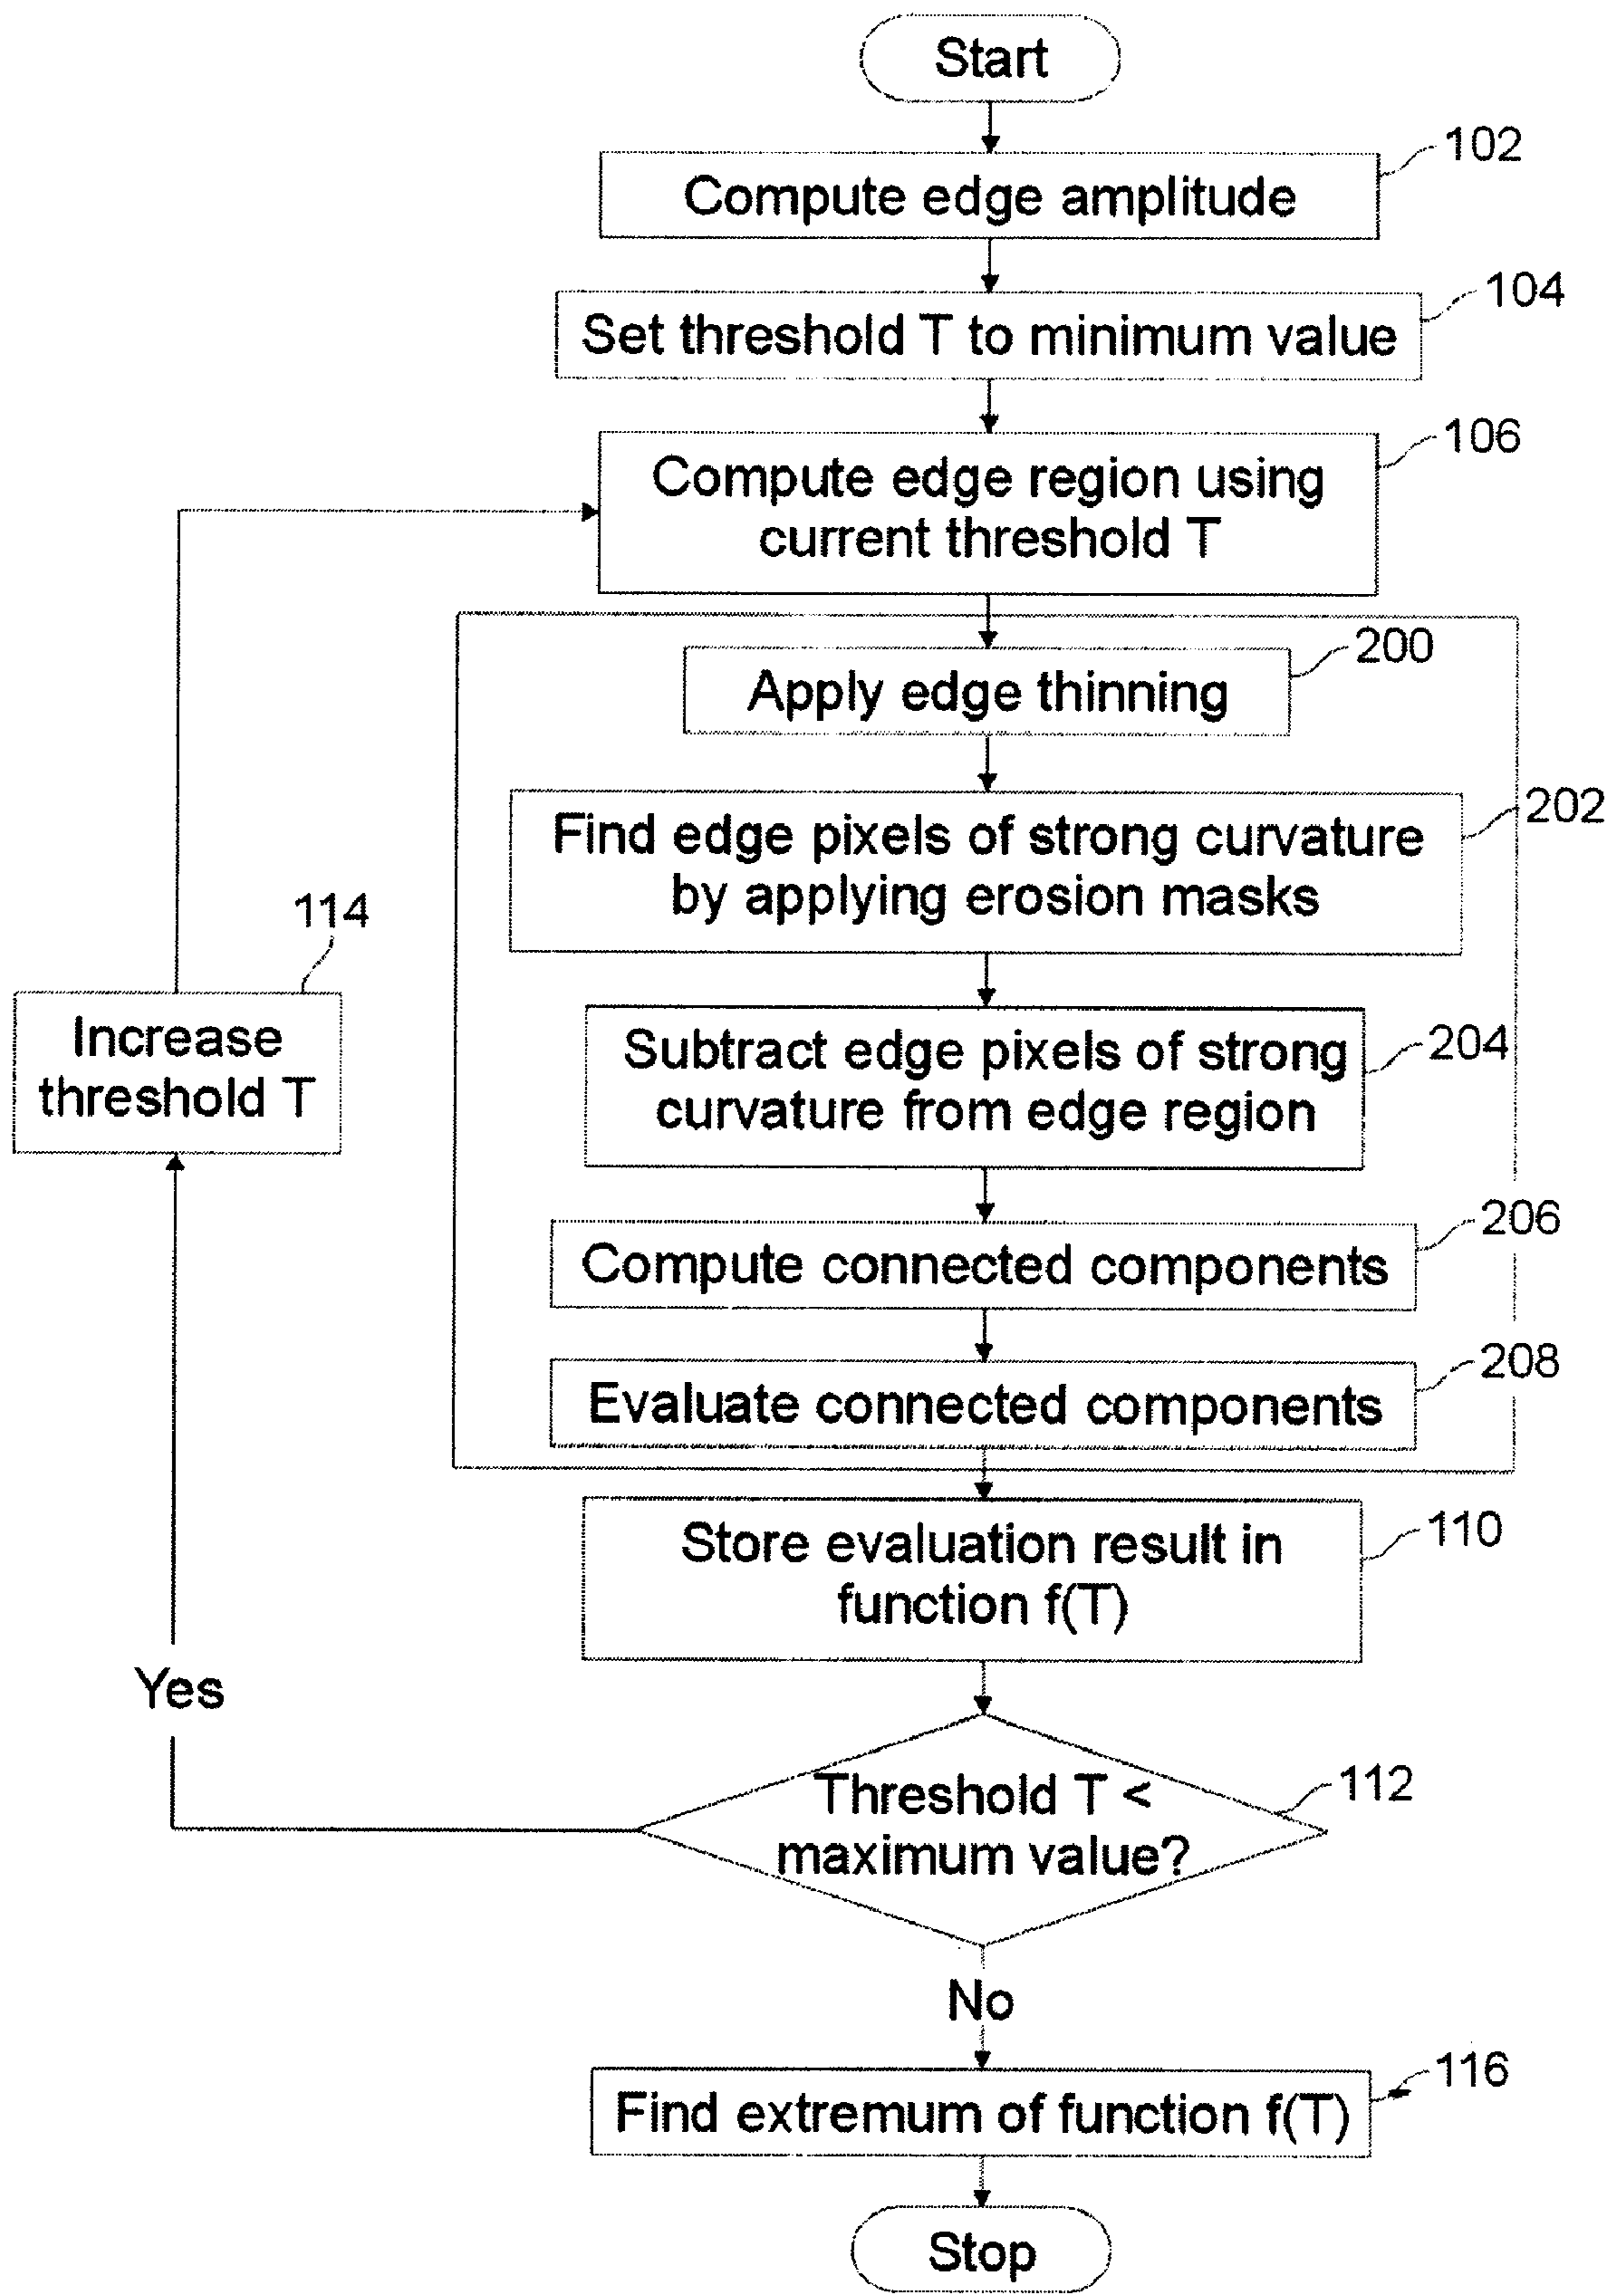 Start
102
Compute edge amplitude
104
Set threshold T to minimum value
106
Compute edge region using
current threshold T
200
Apply edge thinning
202
Find edge pixels of strong curvature
by applying erosion masks
114
Increase
threshold T
204
Subtract edge pixels of strong
curvature from edge region
206
Compute connected components
208
Evaluate connected components
110
Store evaluation result in
function f(T)
Yes
112
Threshold T <
maximum value?
No
116
Find extremum of function f(T)
Stop